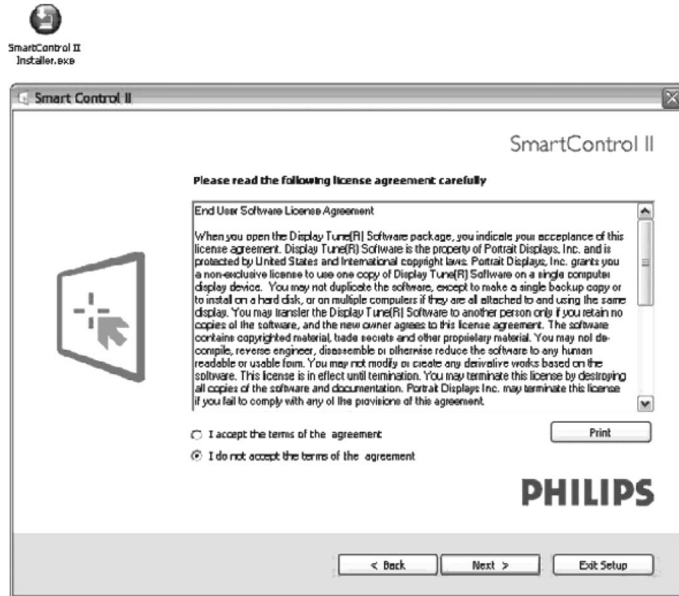 SmartControl II
Installer.exe
Smart Control II
SmartControl II
Please read the following license agreement carefully
End User Software License Agreement
When you open the Display Tune(R) Software package, you indicate your acceptance of this
license agreement. Display Tune(R) Software is the property of Portrait Displays, Inc. and is
protected by United States and International copyright laws. Portrait Displays, Inc. grants you
a non-exclusive license to use one copy of Display Tune(R) Software on a single computer
display device. You may not duplicate the software, except to make a single backup copy or
to install on a hard disk, or on multiple computers if they are all attached to and using the same
display. You may transfer the Display Tune(R) Software to another person only if you retain no
copies of the software, and the new owner agrees to this license agreement. The software
contains copyrighted material, trade secrets and other proprietary material. You may not de-
compile, reverse engineer, disassemble or otherwise reduce the software to any human
readable or usable form. You may not modify or create any derivative works based on the
software. This license is in effect until termination. You may terminate this license by destroying
all copies of the software and documentation. Portrait Displays Inc. may terminate this license
if you fail to comply with any of the provisions of this agreement.
I accept the terms of the agreement
Print
I do not accept the terms of the agreement
PHILIPS
< Back
Next >
Exit Setup